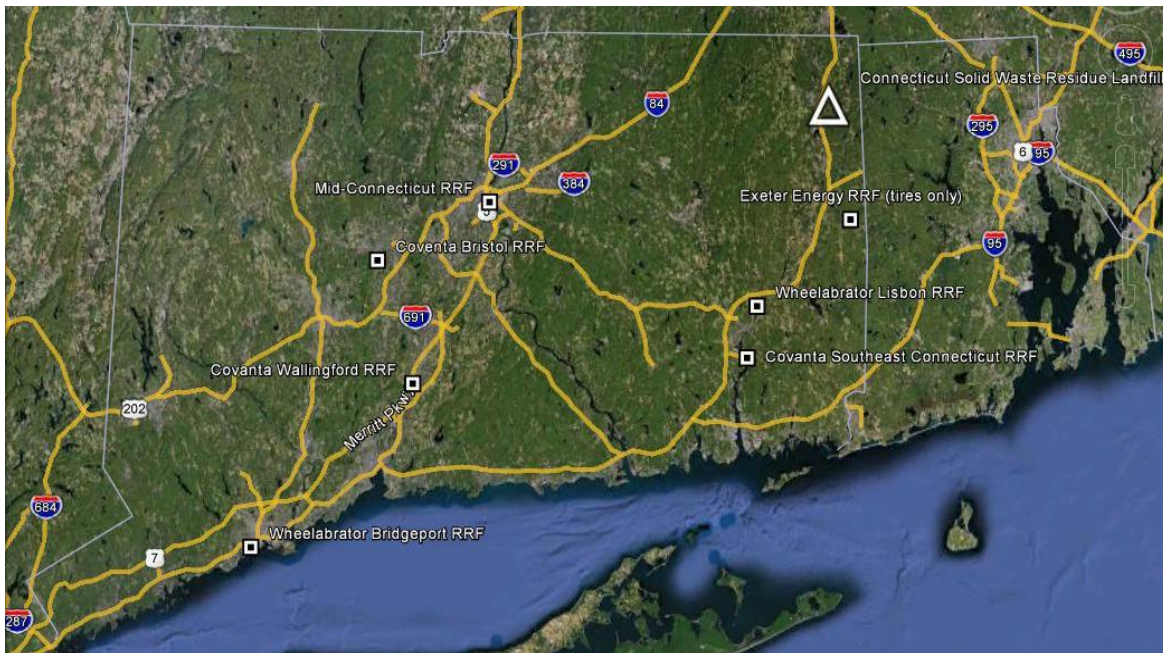 495
Connecticut Solid Waste Residue Landfill
84
295
6
95
291
384
Mid-Connecticut RRF
5
Exeter Energy RRF (tires only)
95
Coventa Bristol RRF
Wheelabrator Lisbon RRF
691
Covanta Southeast Connecticut RRF
Covanta Wallingford RRF
202
Merritt Pkwy
684
Wheelabrator Bridgeport RRF
7
287